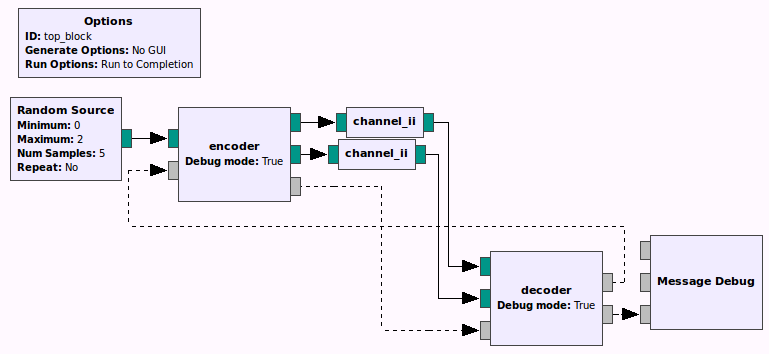 Options
ID: top_block
Generate Options: No GUI
Run Options: Run to Completion
Random Source
Minimum: 0
Maximum: 2
Num Samples: 5
Repeat: No
encoder
Debug mode: True
channel_ii
channel_ii
decoder
Debug mode: True
Message Debug